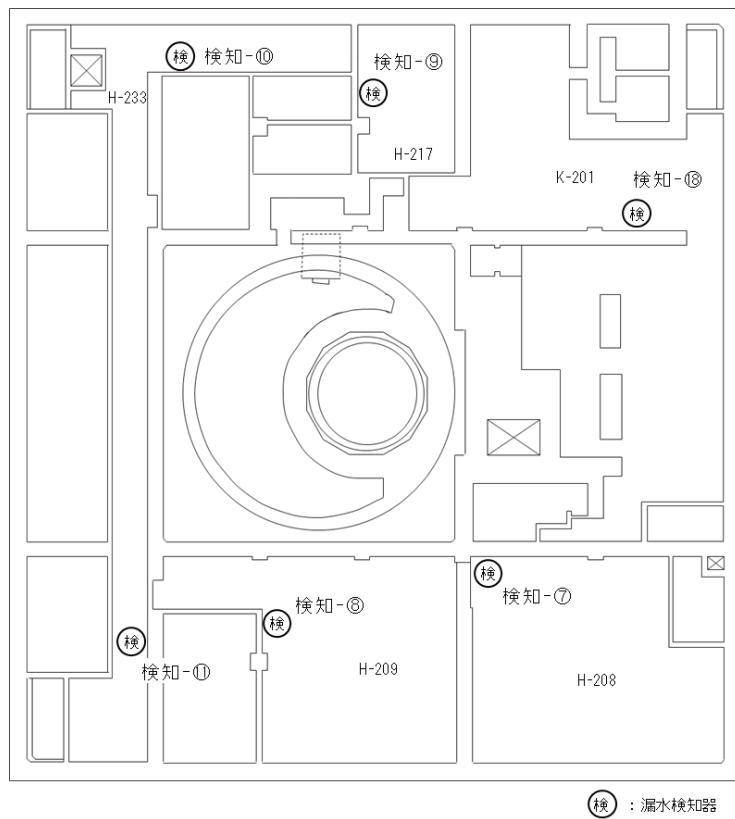 検 検知-⑩
検知-⑨
検
H-233
H-217
K-201
検知-⑱
検
検
検知-⑦
検知-⑧
検
検
検知-⑪
H-209
H-208
検 : 漏水検知器